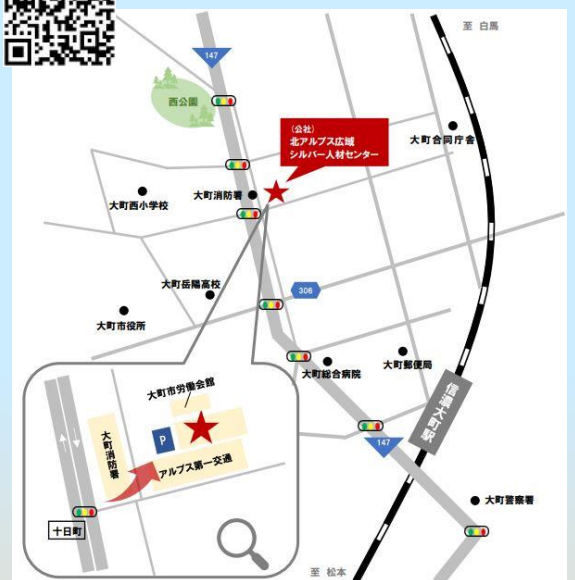 至 白馬
147
西公園
(公社)
北アルプス広域
シルバー人材センター
大町合同庁舎
大町消防署
大町西小学校
大町岳陽高校
306
大町市役所
大町総合病院
大町郵便局
信濃大町駅
147
大町市労働会館
大町消防署
P
アルプス第一交通
十日町
大町警察署
至 松本